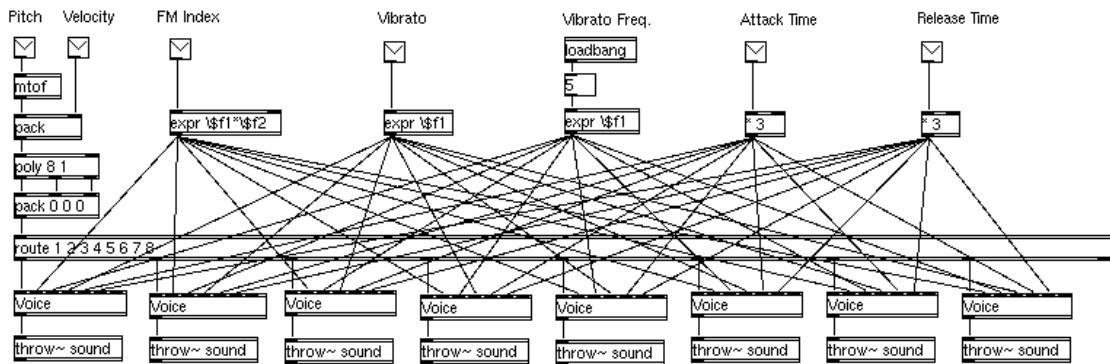 Pitch Velocity FM Index Vibrato Vibrato Freq. Attack Time Release Time
loadbang
mtof 5
pack expr \$f1*\$f2 expr \$f1 expr \$f1 * 3 * 3
poly 8 1
pack 0 0 0
route 1 2 3 4 5 6 7 8
Voice Voice Voice Voice Voice Voice Voice Voice
throw~ sound throw~ sound throw~ sound throw~ sound throw~ sound throw~ sound throw~ sound throw~ sound